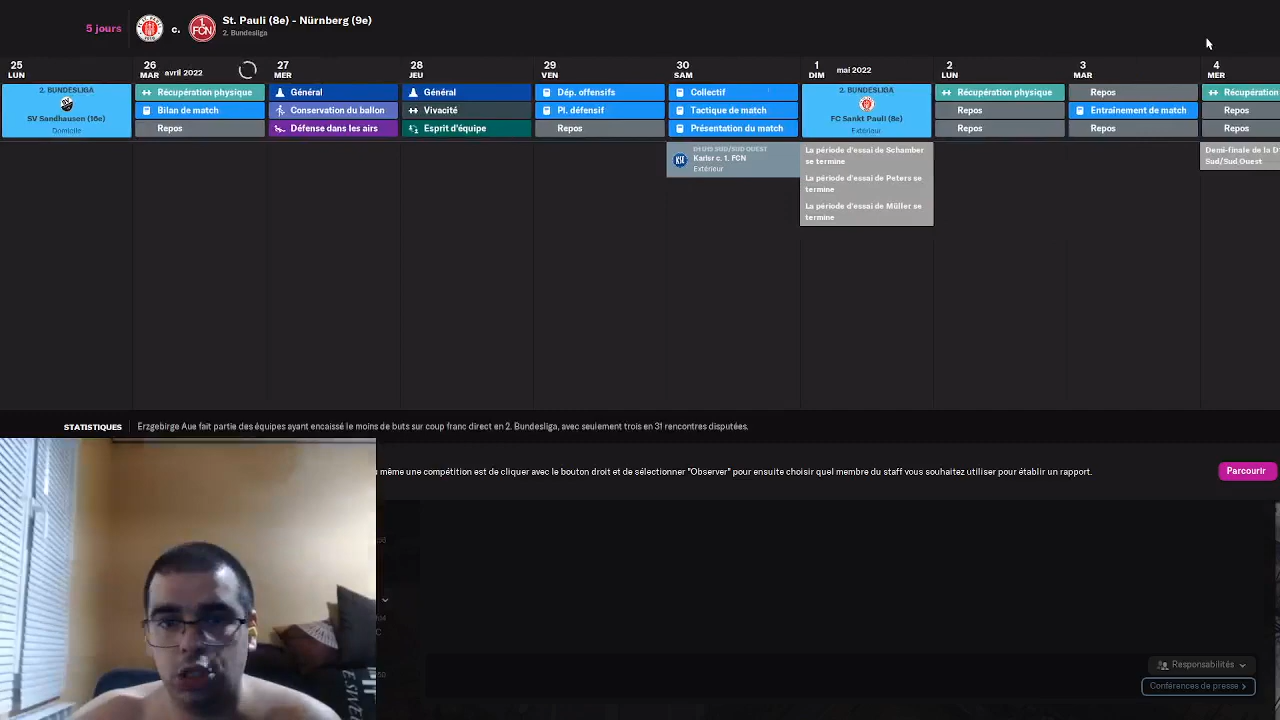 5 jours
c.
St. Pauli (8e) - Nürnberg (9e)
2. Bundesliga
25
LUN
26
MAR avril 2022
27
MER
28
JEU
29
VEN
30
SAM
1
DIM mai 2022
2
LUN
3
MAR
4
MER
2. BUNDESLIGA
SV Sandhausen (16e)
Domicile
Récupération physique
Bilan de match
Repos
Général
Conservation du ballon
Défense dans les airs
Général
Vivacité
Esprit d'équipe
Dép. offensifs
Pl. défensif
Repos
Collectif
Tactique de match
Présentation du match
2. BUNDESLIGA
FC Sankt Pauli (8e)
Extérieur
Récupération physique
Repos
Repos
Repos
Entraînement de match
Repos
Récupération
Repos
Repos
D1 U19 SUD/SUD OUEST
Karlsr c. 1. FCN
Extérieur
La période d'essai de Schamber
se termine
La période d'essai de Peters se
termine
La période d'essai de Müller se
termine
Demi-finale de la D1
Sud/Sud Ouest
STATISTIQUES
Erzgebirge Aue fait partie des équipes ayant encaissé le moins de buts sur coup franc direct en 2. Bundesliga, avec seulement trois en 31 rencontres disputées.
même une compétition est de cliquer avec le bouton droit et de sélectionner "Observer" pour ensuite choisir quel membre du staff vous souhaitez utiliser pour établir un rapport.
Parcourir
Responsabilités
Conférences de presse